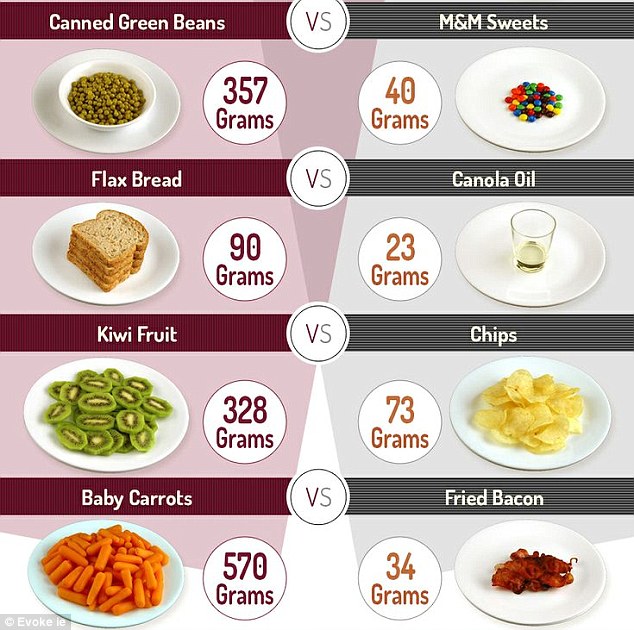 Canned Green Beans VS M&M Sweets
357 Grams
40 Grams
Flax Bread VS Canola Oil
90 Grams
23 Grams
Kiwi Fruit VS Chips
328 Grams
73 Grams
Baby Carrots VS Fried Bacon
570 Grams
34 Grams
© Evoke ie